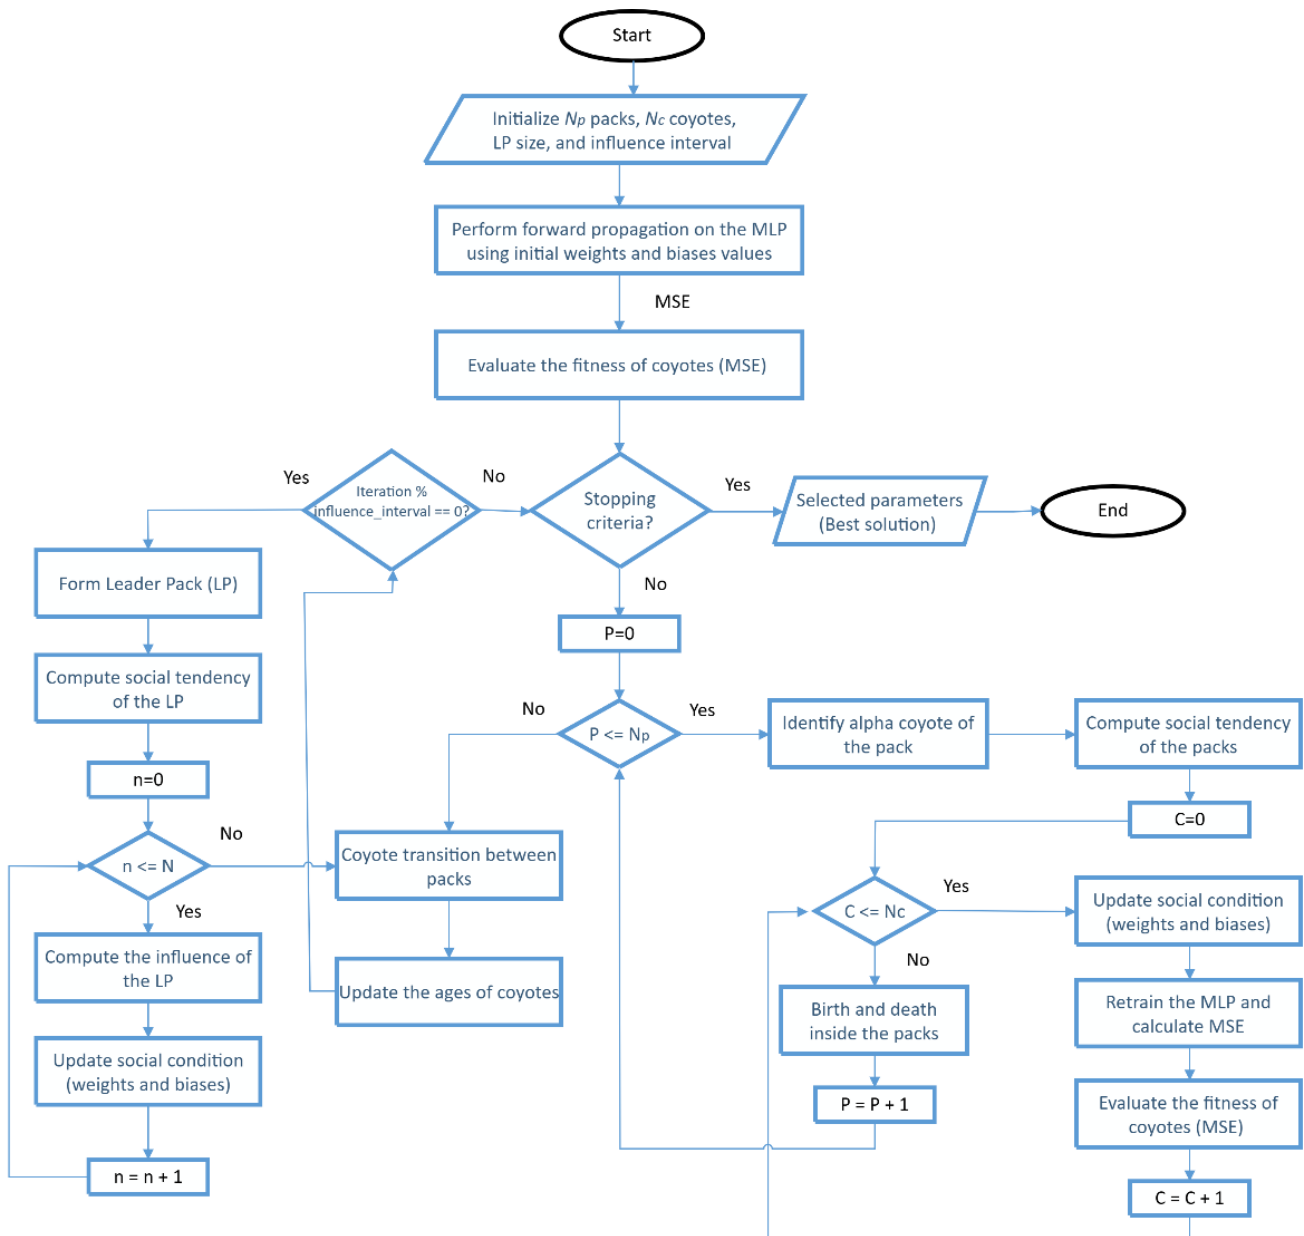 Start
Initialize Np packs, Nc coyotes,
LP size, and influence interval
Perform forward propagation on the MLP
using initial weights and biases values
MSE
Evaluate the fitness of coyotes (MSE)
Yes
Iteration %
influence_interval == 0?
No
Stopping
criteria?
Yes
Selected parameters
(Best solution)
End
No
P=0
Form Leader Pack (LP)
Compute social tendency
of the LP
n=0
n <= N
No
Yes
Compute the influence of
the LP
Update social condition
(weights and biases)
n = n + 1
No
P <= Np
Yes
Identify alpha coyote of
the pack
Compute social tendency
of the packs
C=0
Coyote transition between
packs
Update the ages of coyotes
C <= Nc
Yes
No
Birth and death
inside the packs
P = P + 1
Update social condition
(weights and biases)
Retrain the MLP and
calculate MSE
Evaluate the fitness of
coyotes (MSE)
C = C + 1